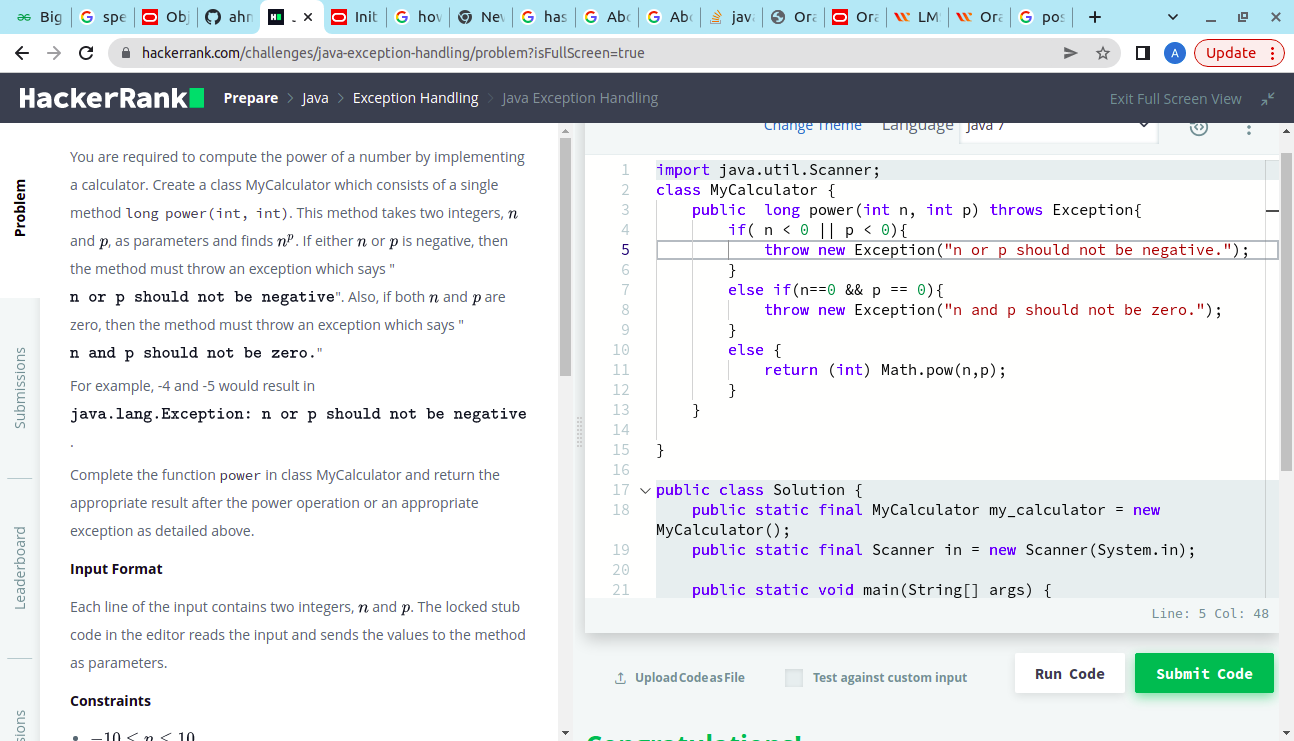 Big
spe
Obj
ahn
J
Init
hov
Nev
has
Abo
Abo
java
Ora
Ora
LM
Ora
pos
hackerrank.com/challenges/java-exception-handling/problem?isFullScreen=true
A
Update
HackerRank
Prepare > Java > Exception Handling > Java Exception Handling
Exit Full Screen View
Problem
Submissions
Leaderboard
You are required to compute the power of a number by implementing
a calculator. Create a class MyCalculator which consists of a single
method long power(int, int). This method takes two integers, n
and p, as parameters and finds n^p. If either n or p is negative, then
the method must throw an exception which says "
n or p should not be negative". Also, if both n and p are
zero, then the method must throw an exception which says "
n and p should not be zero."
For example, -4 and -5 would result in
java.lang.Exception: n or p should not be negative
.
Complete the function power in class MyCalculator and return the
appropriate result after the power operation or an appropriate
exception as detailed above.
Input Format
Each line of the input contains two integers, n and p. The locked stub
code in the editor reads the input and sends the values to the method
as parameters.
Constraints
Change Theme Language Java 7
1 import java.util.Scanner;
2 class MyCalculator {
3 public  long power(int n, int p) throws Exception{
4 if( n < 0 || p < 0){
5 throw new Exception("n or p should not be negative.");
6 }
7 else if(n==0 && p == 0){
8 throw new Exception("n and p should not be zero.");
9 }
10 else {
11 return (int) Math.pow(n,p);
12 }
13 }
14
15 }
16
17 public class Solution {
18 public static final MyCalculator my_calculator = new
MyCalculator();
19 public static final Scanner in = new Scanner(System.in);
20
21 public static void main(String[] args) {
Line: 5 Col: 48
Upload Code as File
Test against custom input
Run Code
Submit Code
Congratulations!